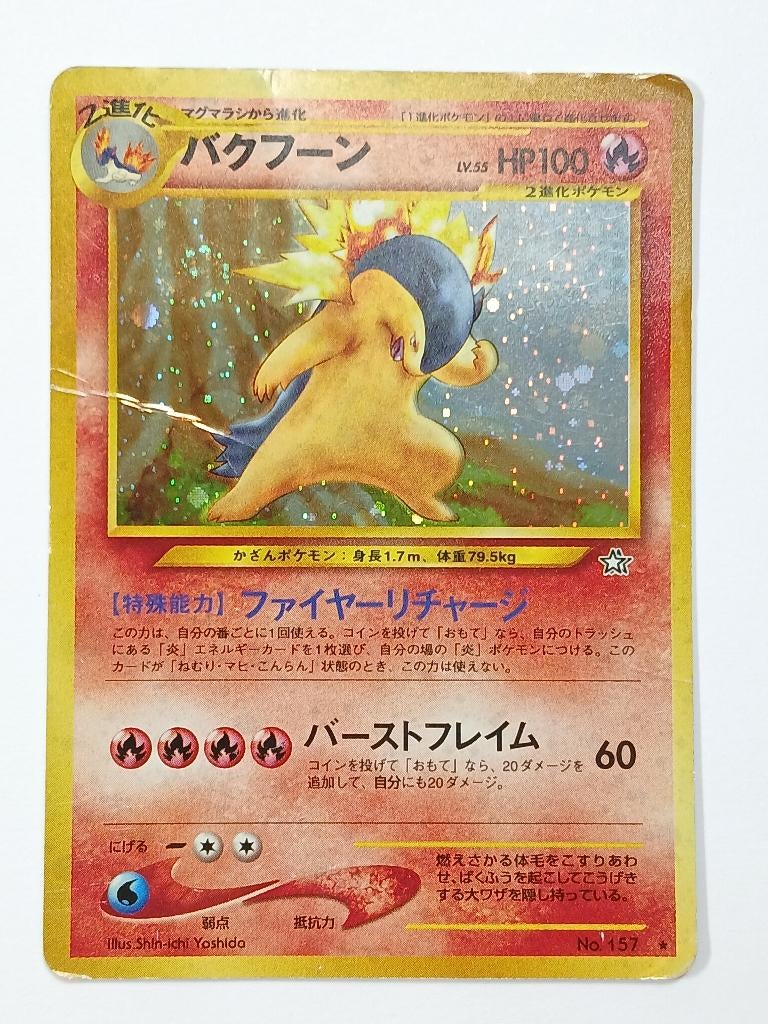 2進化
マグマラシから進化
バクフーン
LV.55 HP100
2進化ポケモン
かざんポケモン：身長1.7m、体重79.5kg
【特殊能力】ファイヤーリチャージ
この力は、自分の番ごとに1回使える。コインを投げて「おもて」なら、自分のトラッシュ
にある「炎」エネルギーカードを1枚選び、自分の場の「炎」ポケモンにつける。この
カードが「ねむり・マヒ・こんらん」状態のとき、この力は使えない。
バーストフレイム 60
コインを投げて「おもて」なら、20ダメージを
追加して、自分にも20ダメージ。
にげる
燃えさかる体毛をこすりあわ
せ、ばくふうを起こしてこうげき
する大ワザを隠し持っている。
弱点 抵抗力
Illus.Shin-ichi Yoshida
No. 157 ★